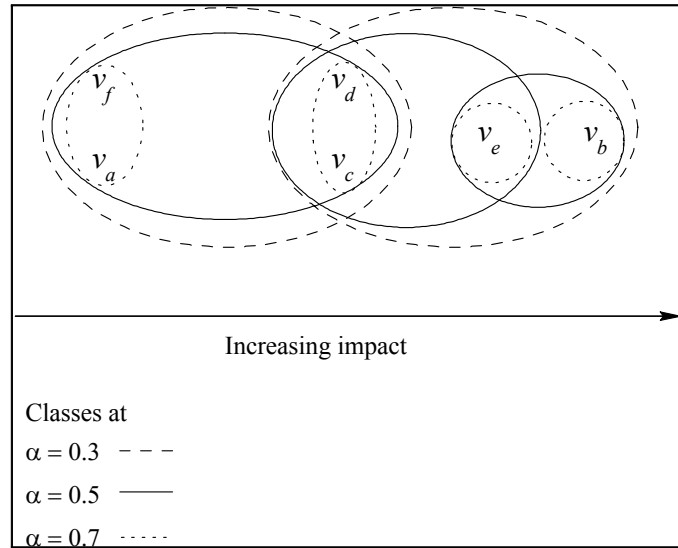 v_f v_d
v_e v_b
v_a v_c
Increasing impact
Classes at
α = 0.3
α = 0.5
α = 0.7